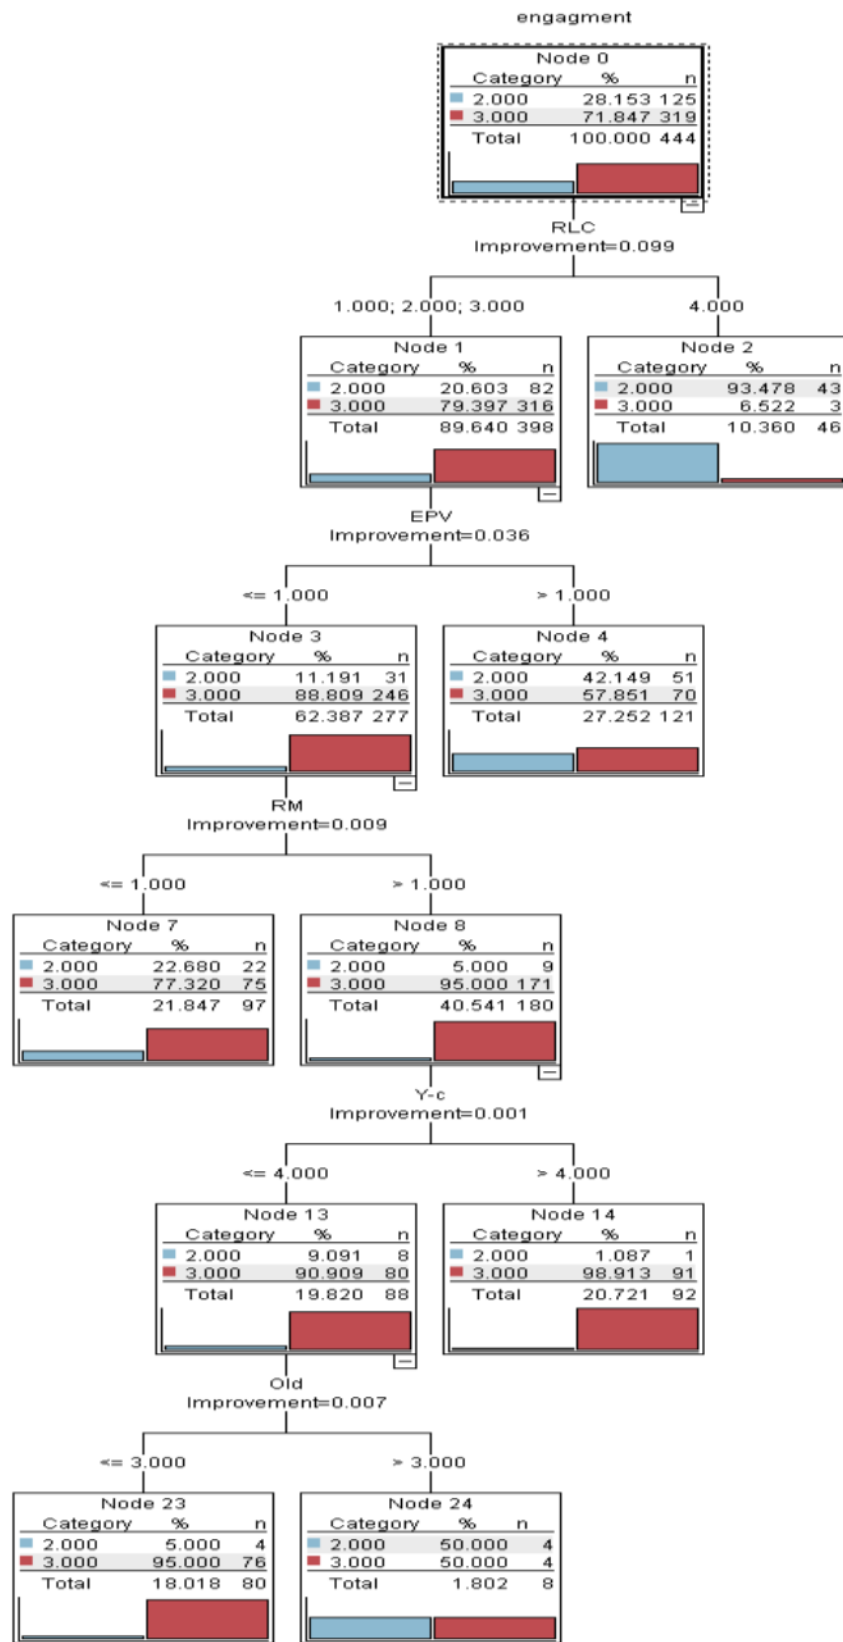 engagment
Node 0
Category % n
2.000 28.153 125
3.000 71.847 319
Total 100.000 444
RLC
Improvement=0.099
1.000; 2.000; 3.000
4.000
Node 1
Category % n
2.000 20.603 82
3.000 79.397 316
Total 89.640 398
Node 2
Category % n
2.000 93.478 43
3.000 6.522 3
Total 10.360 46
EPV
Improvement=0.036
<= 1.000
> 1.000
Node 3
Category % n
2.000 11.191 31
3.000 88.809 246
Total 62.387 277
Node 4
Category % n
2.000 42.149 51
3.000 57.851 70
Total 27.252 121
RM
Improvement=0.009
<= 1.000
> 1.000
Node 7
Category % n
2.000 22.680 22
3.000 77.320 75
Total 21.847 97
Node 8
Category % n
2.000 5.000 9
3.000 95.000 171
Total 40.541 180
Y-c
Improvement=0.001
<= 4.000
> 4.000
Node 13
Category % n
2.000 9.091 8
3.000 90.909 80
Total 19.820 88
Node 14
Category % n
2.000 1.087 1
3.000 98.913 91
Total 20.721 92
Old
Improvement=0.007
<= 3.000
> 3.000
Node 23
Category % n
2.000 5.000 4
3.000 95.000 76
Total 18.018 80
Node 24
Category % n
2.000 50.000 4
3.000 50.000 4
Total 1.802 8